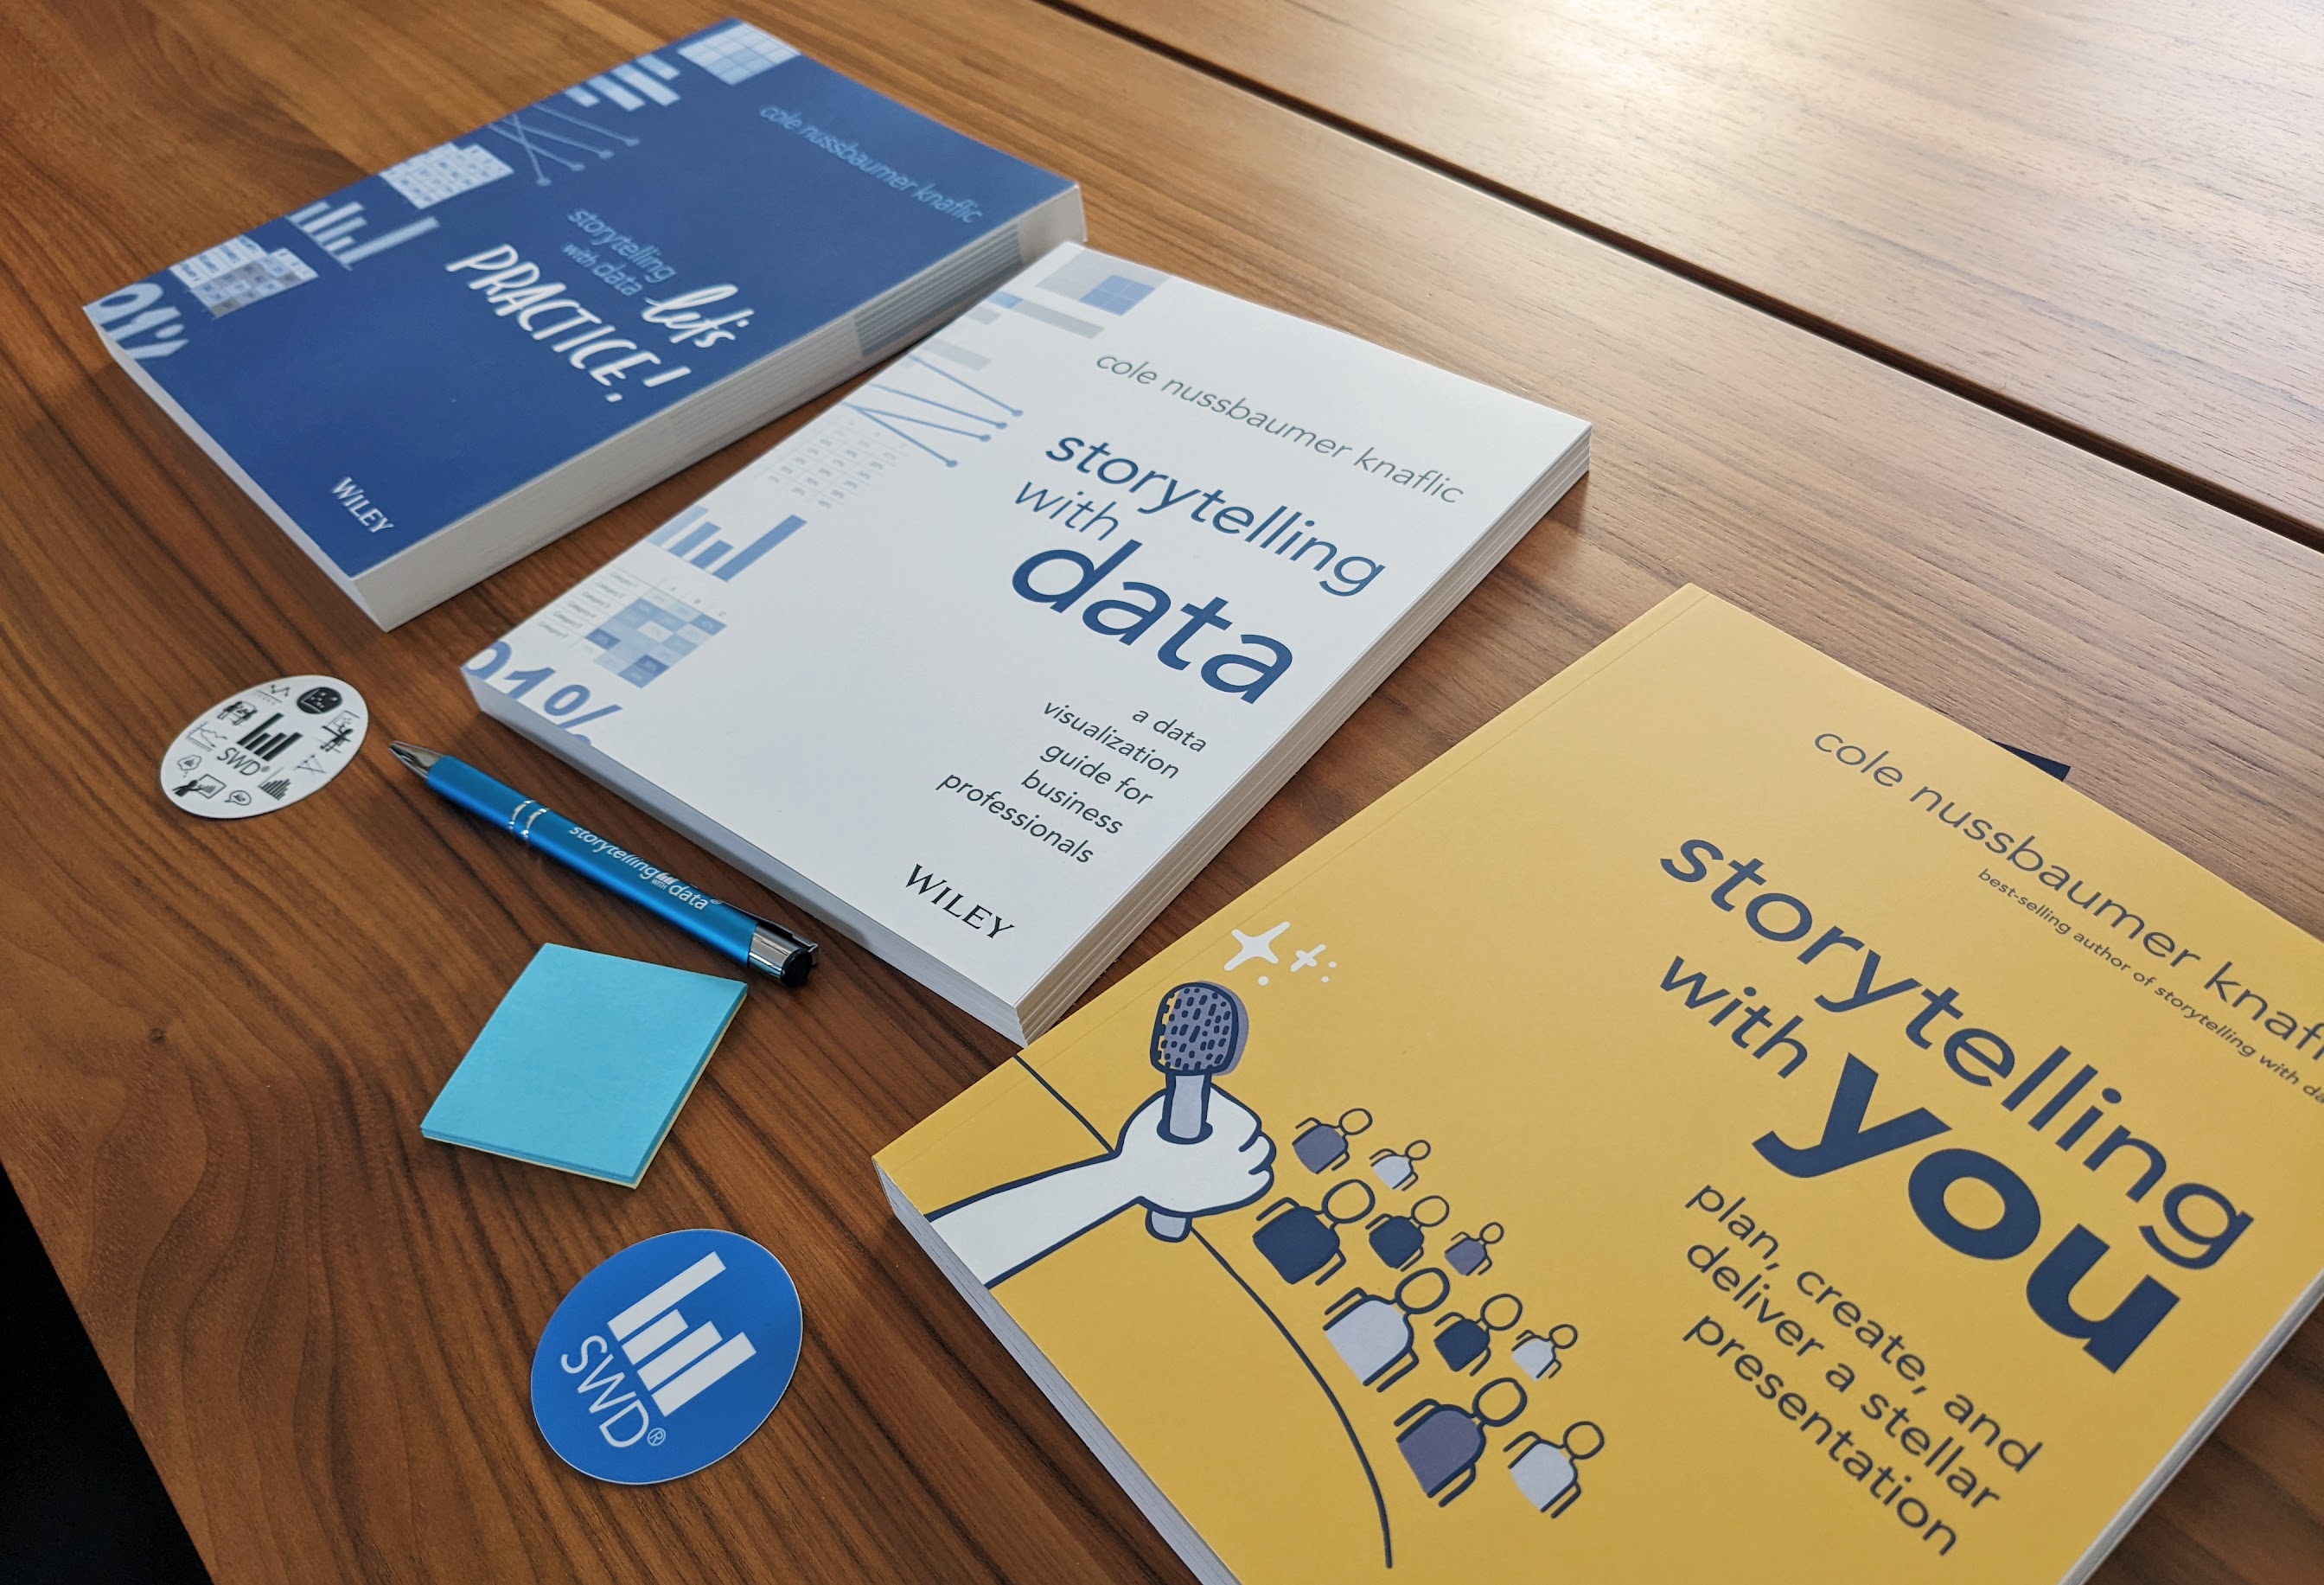 cole nussbaumer knaflic
storytelling
with data
let's
PRACTICE!
WILEY
cole nussbaumer knaflic
storytelling
with
data
a data
visualization
guide for
business
professionals
WILEY
SWD®
storytelling WITH data®
SWD®
cole nussbaumer
best-selling author of storytelling with
storytelling
with
you
plan, create, and
deliver a stellar
presentation